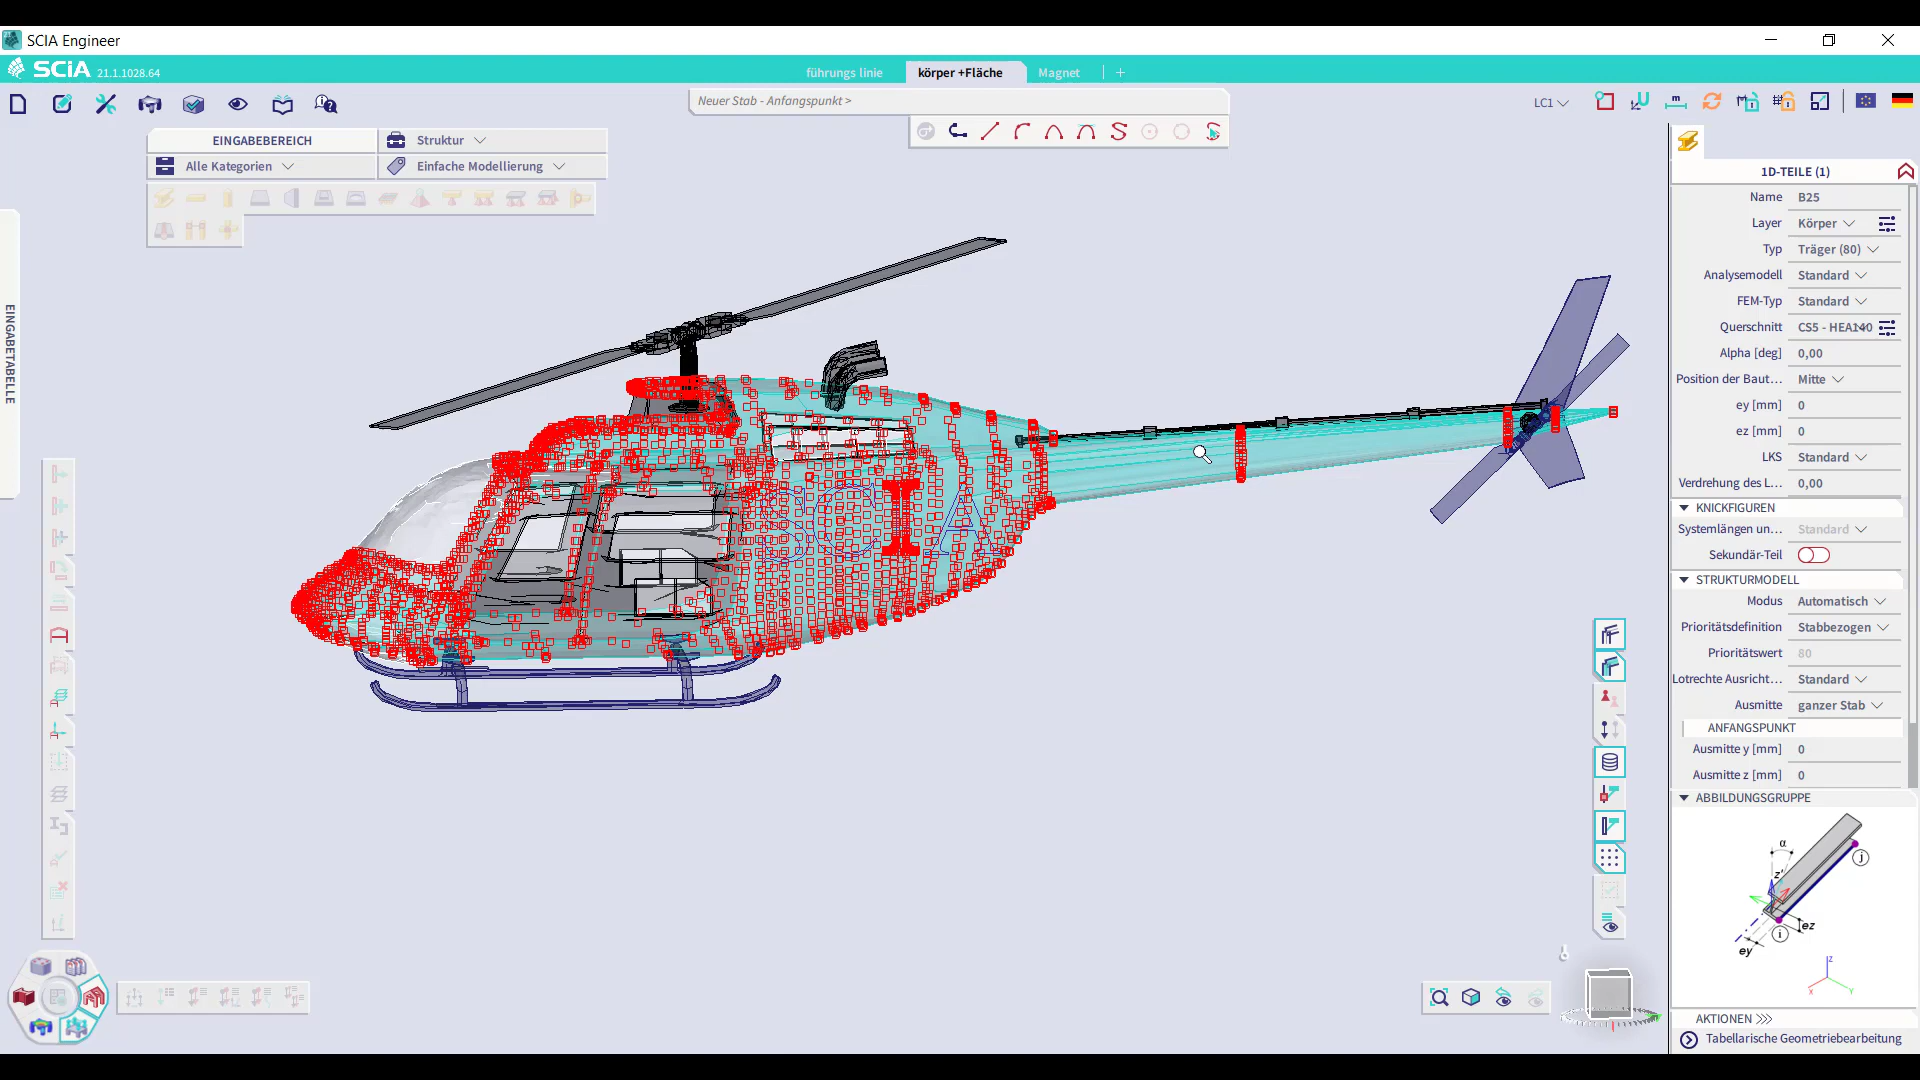 SCIA Engineer
SCiA 21.1.1028.64
führungs linie
körper +Fläche
Magnet
Neuer Stab - Anfangspunkt >
LC1
EINGABEBEREICH
Struktur
Alle Kategorien
Einfache Modellierung
EINGABETABELLE
SCIA
1D-TEILE (1)
Name B25
Layer Körper
Typ Träger (80)
Analysemodell Standard
FEM-Typ Standard
Querschnitt CS5 - HEA140
Alpha [deg] 0,00
Position der Baut... Mitte
ey [mm] 0
ez [mm] 0
LKS Standard
Verdrehung des L... 0,00
KNICKFIGUREN
Systemlängen un... Standard
Sekundär-Teil
STRUKTURMODELL
Modus Automatisch
Prioritätsdefinition Stabbezogen
Prioritätswert 80
Lotrechte Ausricht... Standard
Ausmitte ganzer Stab
ANFANGSPUNKT
Ausmitte y [mm] 0
Ausmitte z [mm] 0
ABBILDUNGSGRUPPE
α
z'
j
i
ez
ey
z
x
Y
AKTIONEN >>>
Tabellarische Geometriebearbeitung